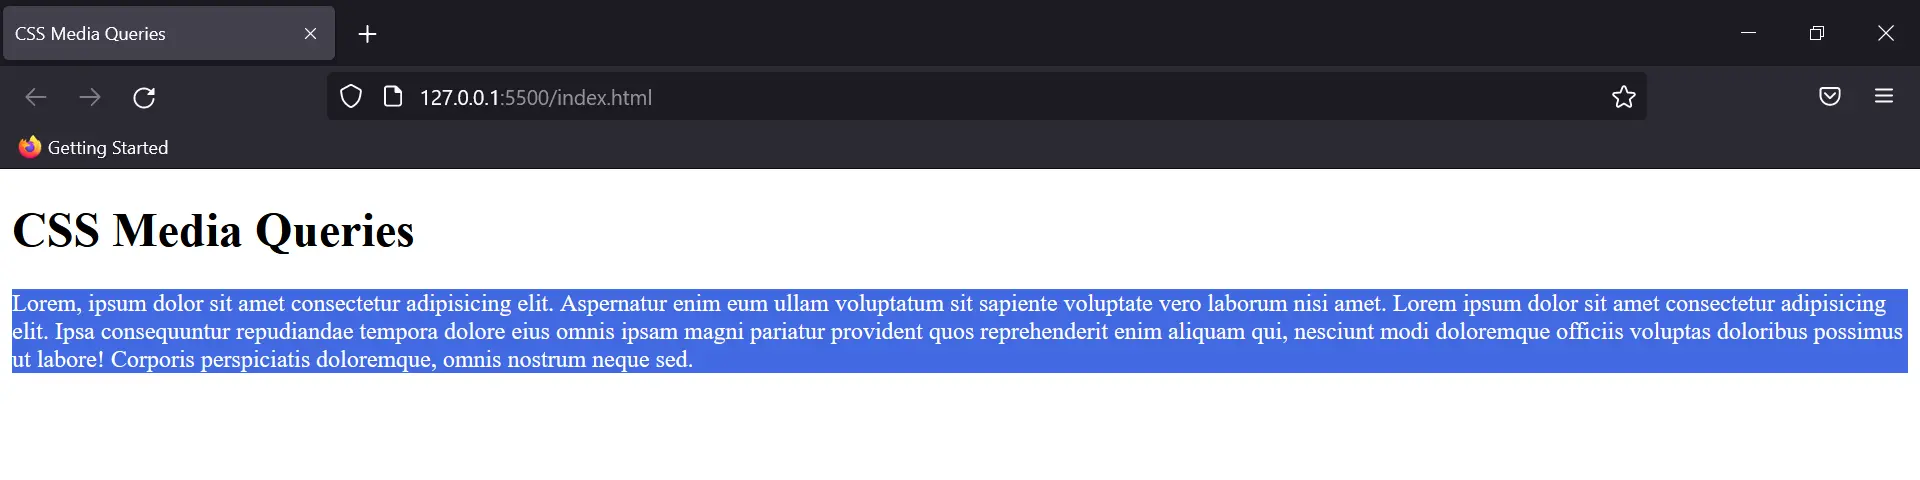 CSS Media Queries
127.0.0.1:5500/index.html
Getting Started
CSS Media Queries
Lorem, ipsum dolor sit amet consectetur adipisicing elit. Aspernatur enim eum ullam voluptatum sit sapiente voluptate vero laborum nisi amet. Lorem ipsum dolor sit amet consectetur adipisicing
elit. Ipsa consequuntur repudiandae tempora dolore eius omnis ipsam magni pariatur provident quos reprehenderit enim aliquam qui, nesciunt modi doloremque officiis voluptas doloribus possimus
ut labore! Corporis perspiciatis doloremque, omnis nostrum neque sed.